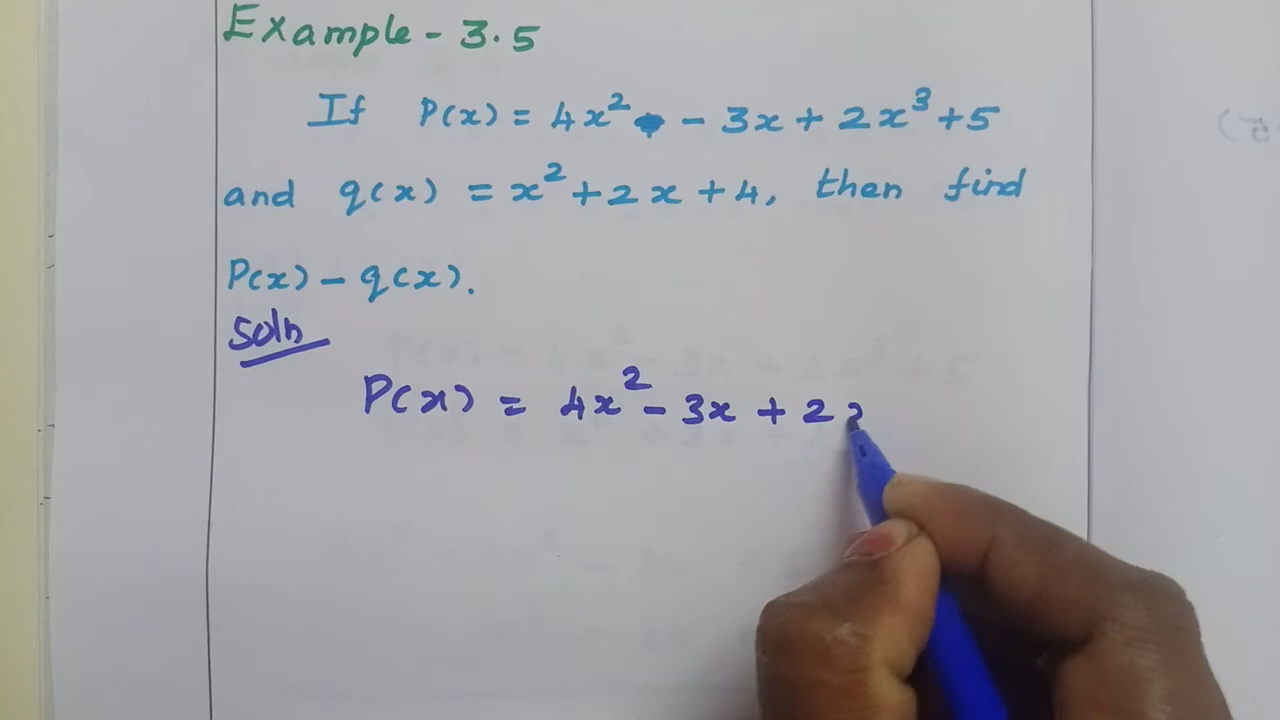 Example - 3.5
If P(x) = 4x² - 3x + 2x³ + 5
and q(x) = x² + 2x + 4, then find
P(x) - q(x).
Soln
P(x) = 4x² - 3x + 2